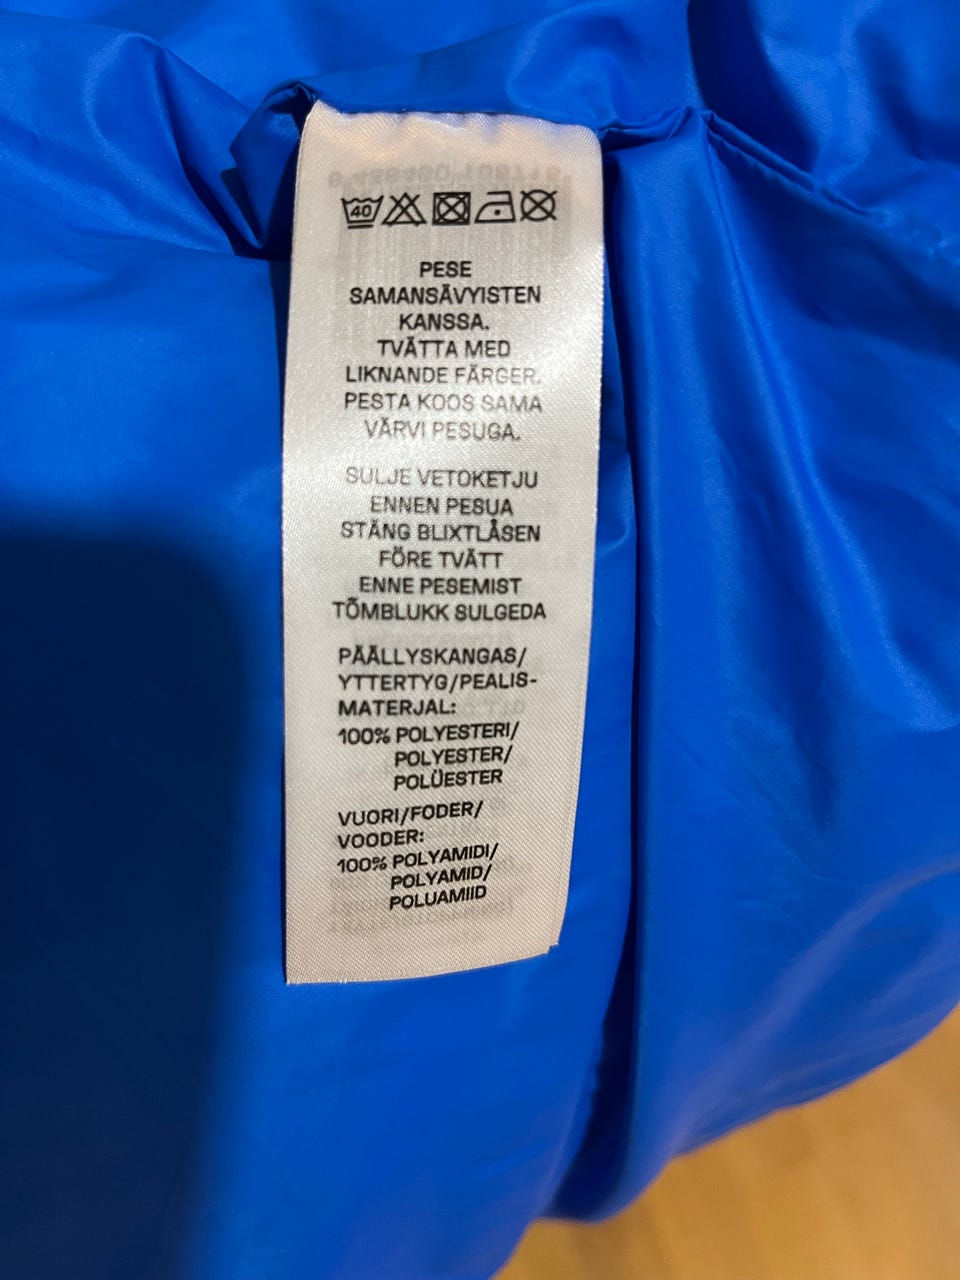 40
PESE
SAMANSÄVYISTEN
KANSSA.
TVÄTTA MED
LIKNANDE FÄRGER.
PESTA KOOS SAMA
VÄRVI PESUGA.
SULJE VETOKETJU
ENNEN PESUA
STÄNG BLIXTLÅSEN
FÖRE TVÄTT
ENNE PESEMIST
TÕMBLUKK SULGEDA
PÄÄLLYSKANGAS/
YTTERTYG/PEALIS-
MATERJAL:
100% POLYESTERI/
POLYESTER/
POLÜESTER
VUORI/FODER/
VOODER:
100% POLYAMIDI/
POLYAMID/
POLUAMIID